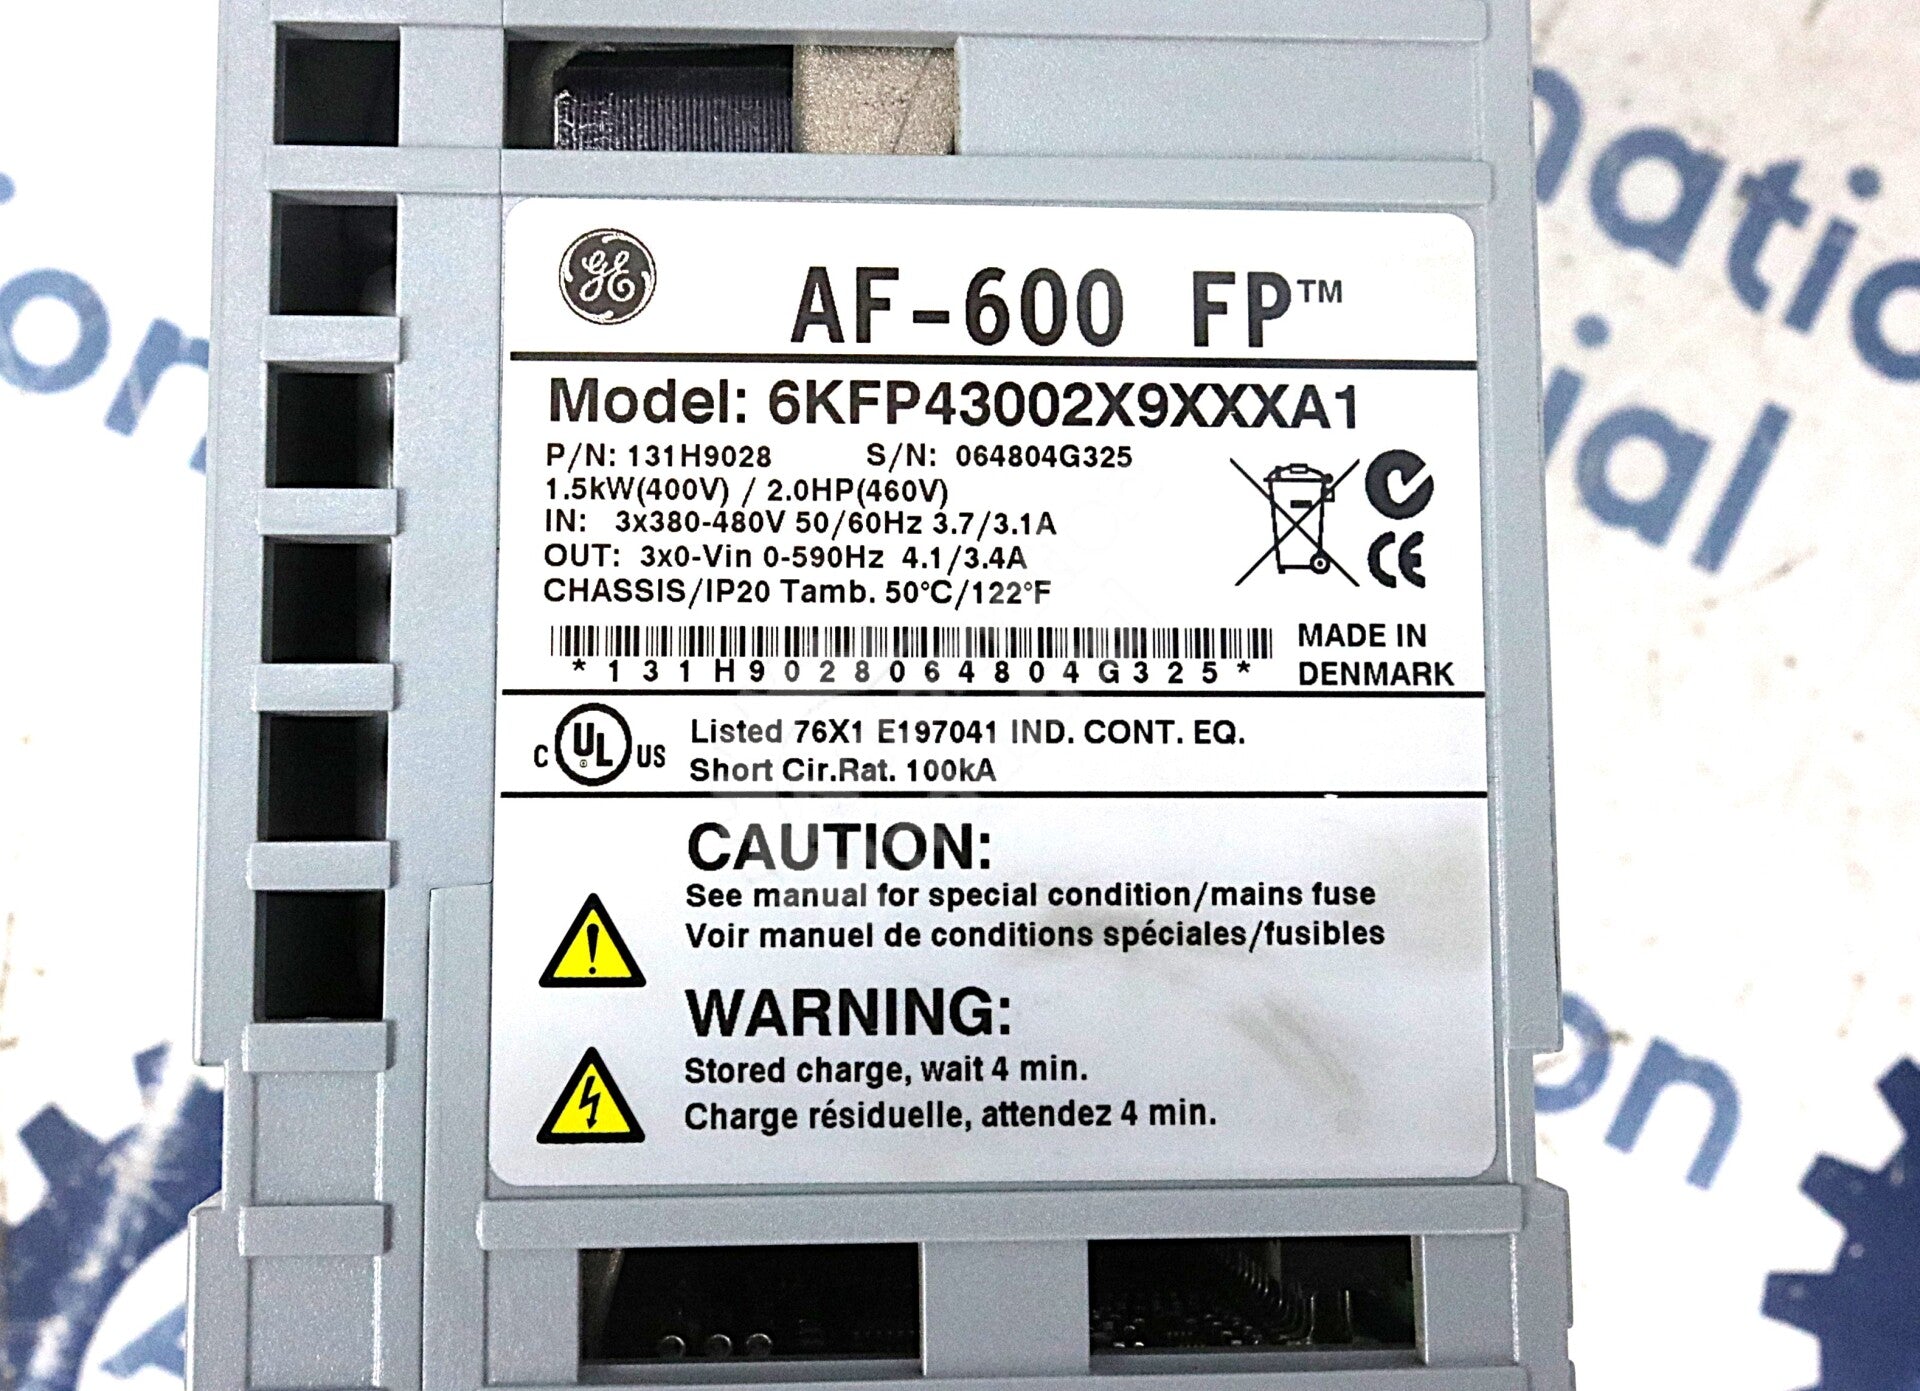 GE AF-600 FP™
Model: 6KFP43002X9XXXA1
P/N: 131H9028 S/N: 064804G325
1.5kW(400V) / 2.0HP(460V)
IN: 3x380-480V 50/60Hz 3.7/3.1A
OUT: 3x0-Vin 0-590Hz 4.1/3.4A
CHASSIS/IP20 Tamb. 50°C/122°F
CE
*131H9028064804G325*
MADE IN
DENMARK
C UL US
Listed 76X1 E197041 IND. CONT. EQ.
Short Cir.Rat. 100kA
CAUTION:
See manual for special condition/mains fuse
Voir manuel de conditions spéciales/fusibles
WARNING:
Stored charge, wait 4 min.
Charge résiduelle, attendez 4 min.